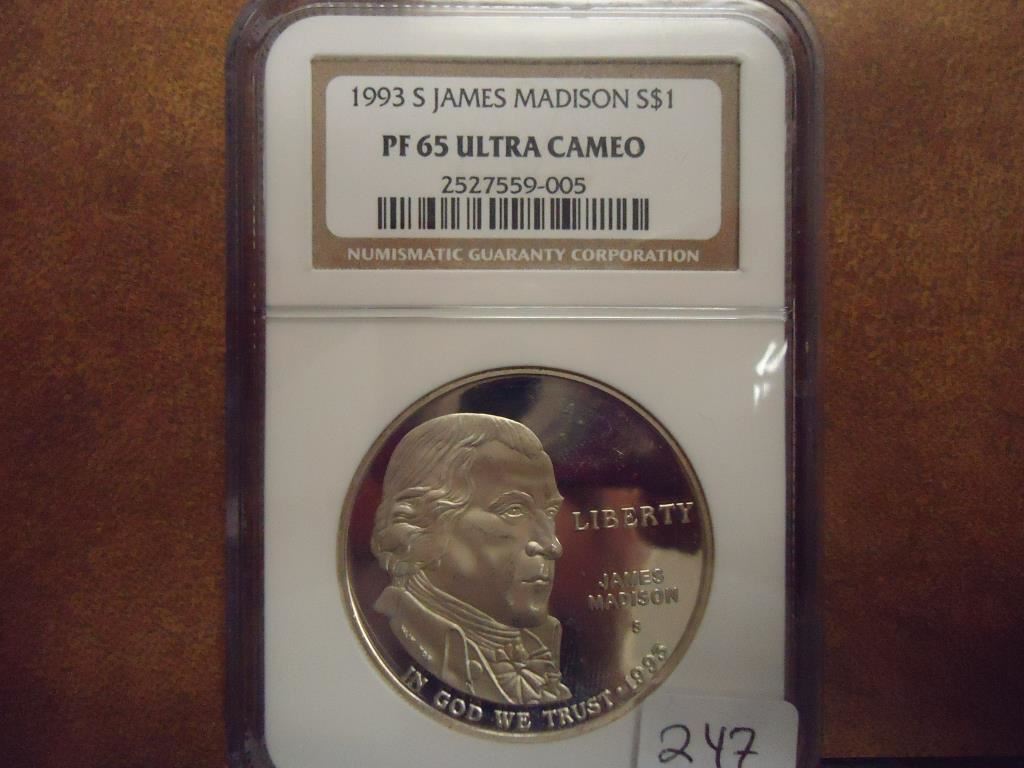 1993 S JAMES MADISON S$1
PF 65 ULTRA CAMEO
2527559-005
NUMISMATIC GUARANTY CORPORATION
LIBERTY
JAMES
MADISON
S
IN GOD WE TRUST · 1993
247